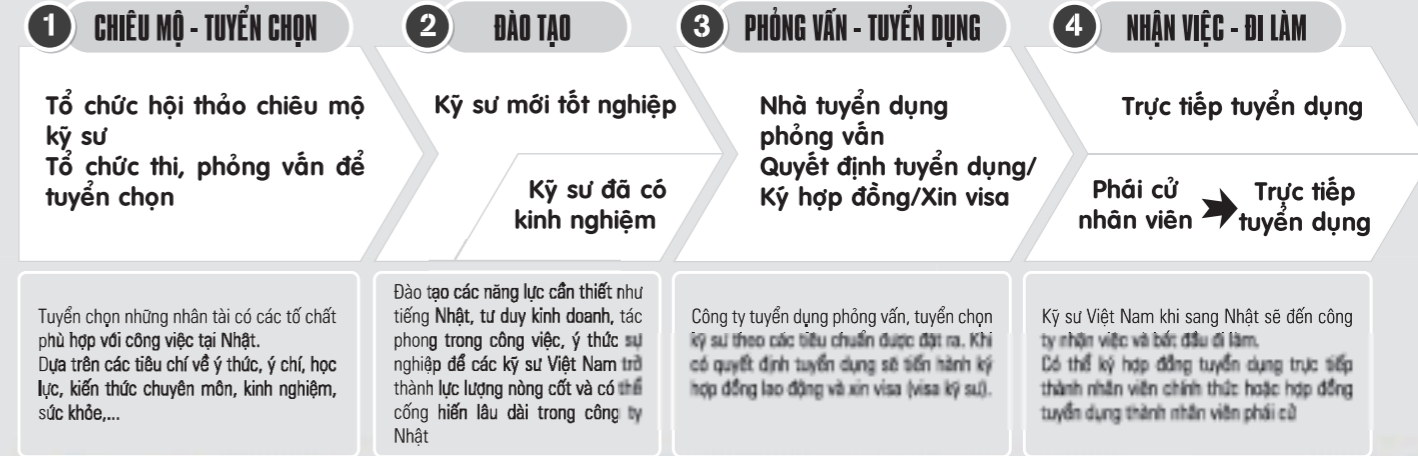 1 CHIÊU MỘ - TUYỂN CHỌN
Tổ chức hội thảo chiêu mộ
kỹ sư
Tổ chức thi, phỏng vấn để
tuyển chọn
Tuyển chọn những nhân tài có các tố chất
phù hợp với công việc tại Nhật.
Dựa trên các tiêu chí về ý thức, ý chí, học
lực, kiến thức chuyên môn, kinh nghiệm,
sức khỏe,...
2 ĐÀO TẠO
Kỹ sư mới tốt nghiệp
Kỹ sư đã có
kinh nghiệm
Đào tạo các năng lực cần thiết như
tiếng Nhật, tư duy kinh doanh, tác
phong trong công việc, ý thức sự
nghiệp để các kỹ sư Việt Nam trở
thành lực lượng nòng cốt và có thể
cống hiến lâu dài trong công ty
Nhật
3 PHỎNG VẤN - TUYỂN DỤNG
Nhà tuyển dụng
phỏng vấn
Quyết định tuyển dụng/
Ký hợp đồng/Xin visa
Công ty tuyển dụng phỏng vấn, tuyển chọn
kỹ sư theo các tiêu chuẩn được đặt ra. Khi
có quyết định tuyển dụng sẽ tiến hành ký
hợp đồng lao động và xin visa (visa kỹ sư).
4 NHẬN VIỆC - ĐI LÀM
Trực tiếp tuyển dụng
Phái cử
nhân viên
Trực tiếp
tuyển dụng
Kỹ sư Việt Nam khi sang Nhật sẽ đến công
ty nhận việc và bắt đầu đi làm.
Có thể ký hợp đồng tuyển dụng trực tiếp
thành nhân viên chính thức hoặc hợp đồng
tuyển dụng thành nhân viên phái cử